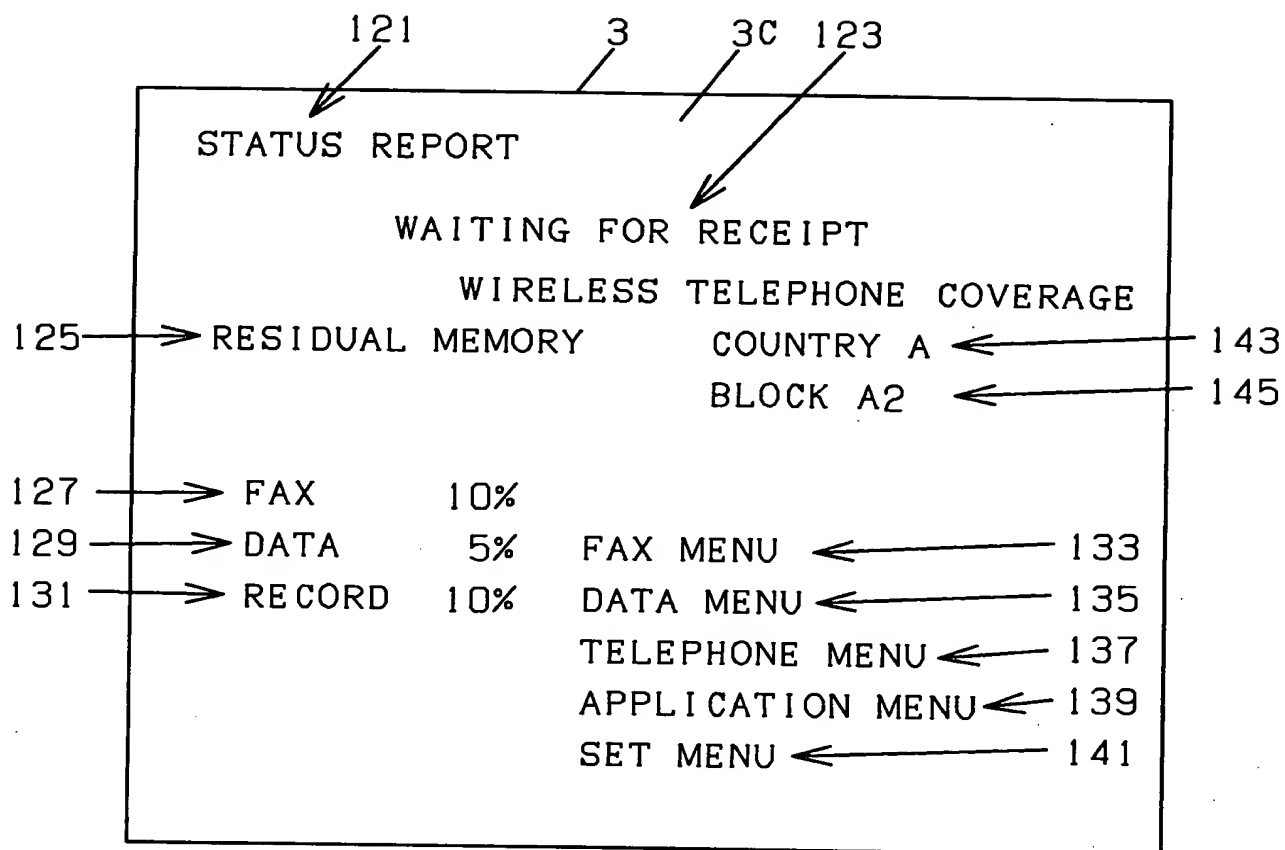 121 3 3C 123
STATUS REPORT
WAITING FOR RECEIPT
WIRELESS TELEPHONE COVERAGE
125 RESIDUAL MEMORY COUNTRY A 143
BLOCK A2 145
127 FAX 10%
129 DATA 5% FAX MENU 133
131 RECORD 10% DATA MENU 135
TELEPHONE MENU 137
APPLICATION MENU 139
SET MENU 141